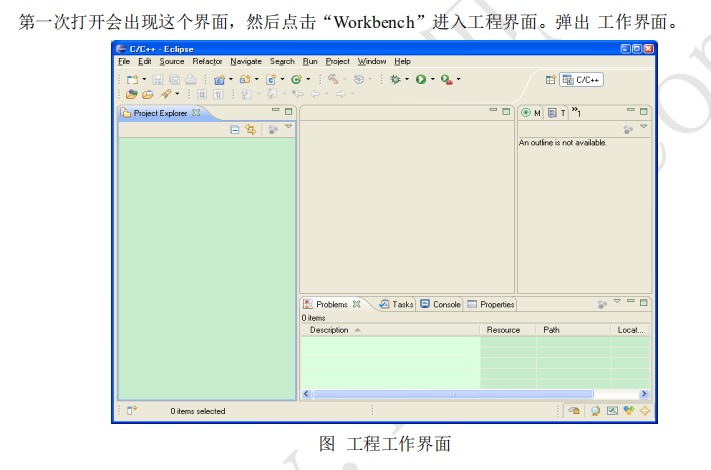 第一次打开会出现这个界面，然后点击“Workbench”进入工程界面。弹出 工作界面。
C/C++ - Eclipse
File Edit Source Refactor Navigate Search Run Project Window Help
C/C++
Project Explorer
M T »1
An outline is not available.
Problems Tasks Console Properties
0 items
Description Resource Path Locat...
0 items selected
图 工程工作界面